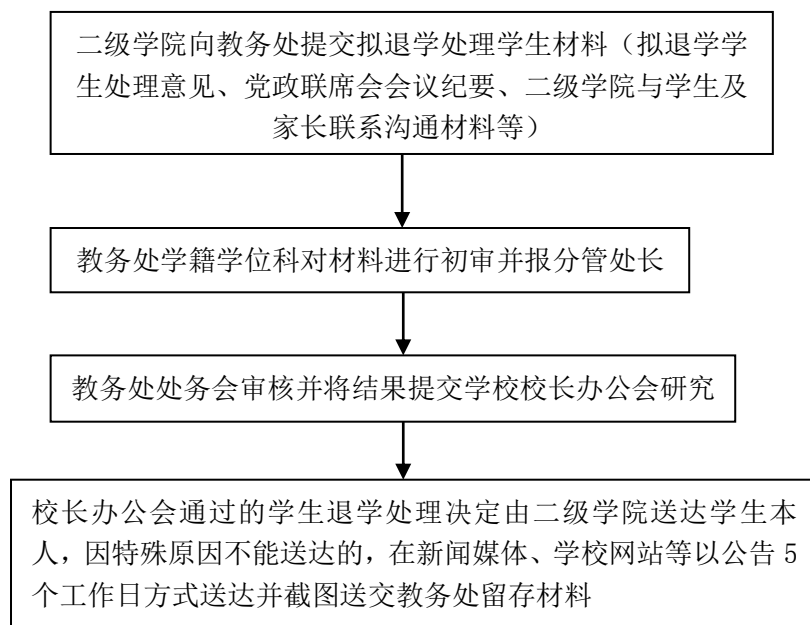 二级学院向教务处提交拟退学处理学生材料（拟退学学
生处理意见、党政联席会会议纪要、二级学院与学生及
家长联系沟通材料等）
教务处学籍学位科对材料进行初审并报分管处长
教务处处务会审核并将结果提交学校校长办公会研究
校长办公会通过的学生退学处理决定由二级学院送达学生本
人，因特殊原因不能送达的，在新闻媒体、学校网站等以公告 5
个工作日方式送达并截图送交教务处留存材料